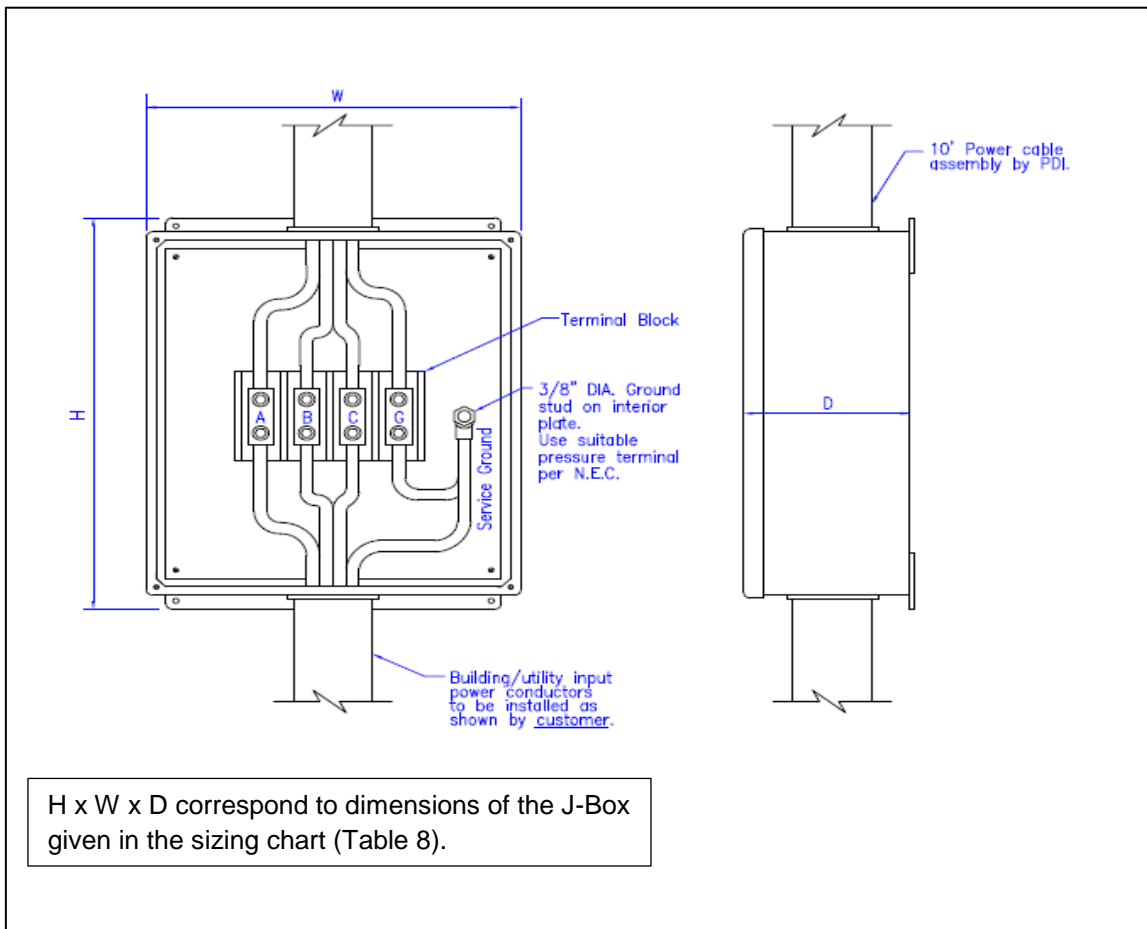 W
10' Power cable
assembly by PDI.
Terminal Block
H
A
B
C
G
3/8" DIA. Ground
stud on interior
plate.
Use suitable
pressure terminal
per N.E.C.
Service Ground
D
Building/utility input
power conductors
to be installed as
shown by customer.
H x W x D correspond to dimensions of the J-Box
given in the sizing chart (Table 8).